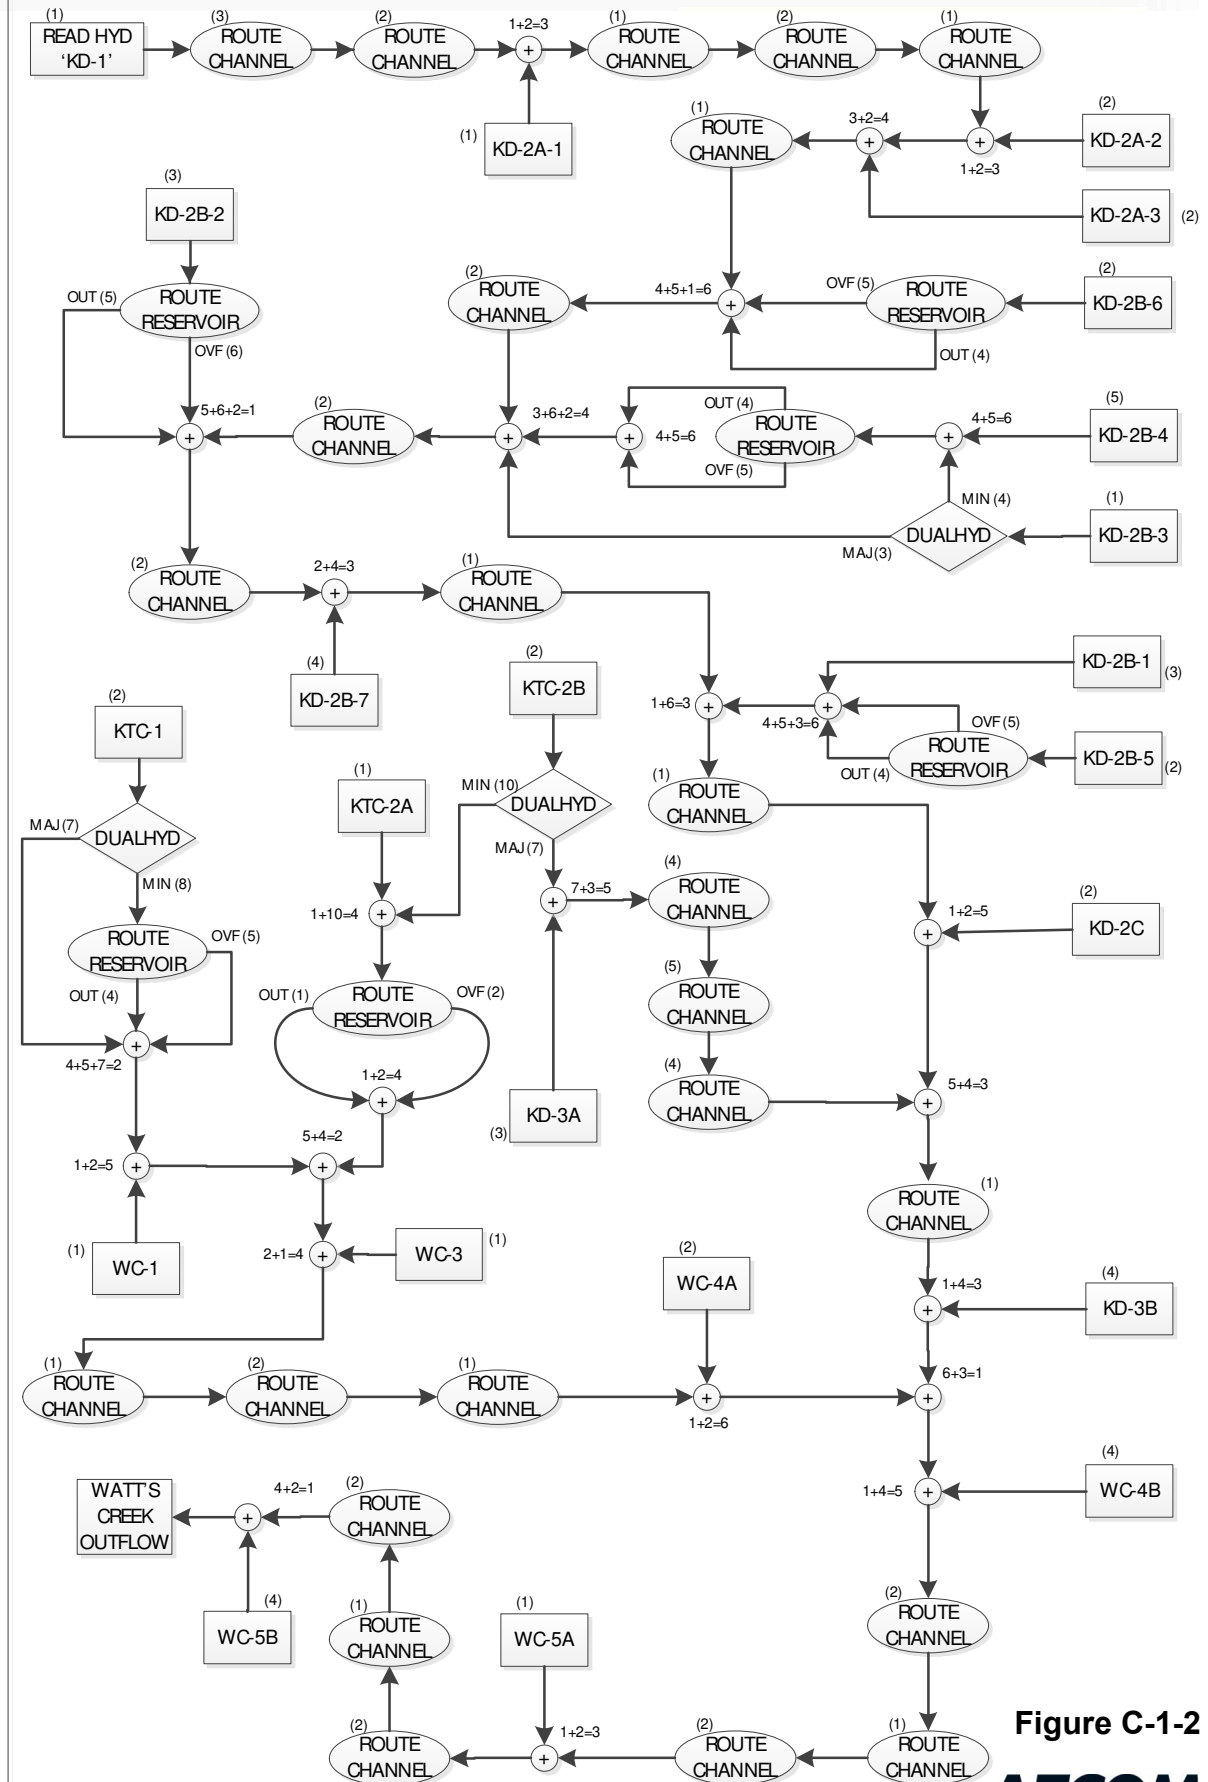 (1)
(3)
(2)
1+2=3
(1)
(2)
(1)
READ HYD
‘KD-1’
ROUTE
CHANNEL
ROUTE
CHANNEL
+
ROUTE
CHANNEL
ROUTE
CHANNEL
ROUTE
CHANNEL
(1)
KD-2A-1
(1)
ROUTE
CHANNEL
3+2=4
+
+
1+2=3
(2)
KD-2A-2
KD-2A-3
(2)
(3)
KD-2B-2
OUT (5)
ROUTE
RESERVOIR
OVF (6)
(2)
ROUTE
CHANNEL
4+5+1=6
+
OVF (5)
ROUTE
RESERVOIR
OUT (4)
(2)
KD-2B-6
5+6+2=1
+
(2)
ROUTE
CHANNEL
3+6+2=4
+
+
4+5=6
OUT (4)
ROUTE
RESERVOIR
OVF (5)
4+5=6
+
(5)
KD-2B-4
MIN (4)
DUALHYD
MAJ (3)
(1)
KD-2B-3
(2)
ROUTE
CHANNEL
2+4=3
+
(1)
ROUTE
CHANNEL
(4)
KD-2B-7
(2)
KTC-2B
1+6=3
+
+
4+5+3=6
KD-2B-1
(3)
OVF (5)
ROUTE
RESERVOIR
OUT (4)
KD-2B-5
(2)
(2)
KTC-1
MAJ (7)
DUALHYD
MIN (8)
(1)
KTC-2A
MIN (10)
DUALHYD
MAJ (7)
(1)
ROUTE
CHANNEL
1+10=4
+
7+3=5
+
(4)
ROUTE
CHANNEL
1+2=5
+
(2)
KD-2C
ROUTE
RESERVOIR
OVF (5)
OUT (4)
+
4+5+7=2
OUT (1)
ROUTE
RESERVOIR
OVF (2)
1+2=4
+
(5)
ROUTE
CHANNEL
(4)
ROUTE
CHANNEL
KD-3A
(3)
5+4=3
+
1+2=5
+
5+4=2
+
(1)
WC-1
2+1=4
+
WC-3
(1)
ROUTE
CHANNEL
(1)
(2)
WC-4A
1+4=3
+
(4)
KD-3B
(1)
ROUTE
CHANNEL
(2)
ROUTE
CHANNEL
(1)
ROUTE
CHANNEL
+
1+2=6
6+3=1
+
WATT'S
CREEK
OUTFLOW
4+2=1
+
(2)
ROUTE
CHANNEL
1+4=5
+
(4)
WC-4B
(4)
WC-5B
(1)
ROUTE
CHANNEL
(1)
WC-5A
(2)
ROUTE
CHANNEL
(2)
ROUTE
CHANNEL
1+2=3
+
(2)
ROUTE
CHANNEL
(1)
ROUTE
CHANNEL
Figure C-1-2
AECOM